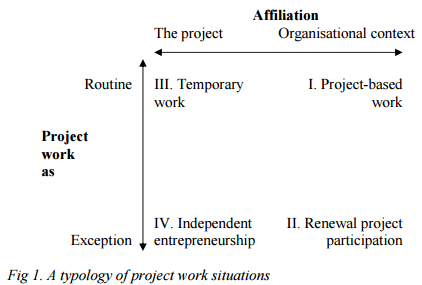 Affiliation
The project Organisational context
Routine III. Temporary I. Project-based
work work
Project
work
as
IV. Independent II. Renewal project
Exception entrepreneurship participation
Fig 1. A typology of project work situations